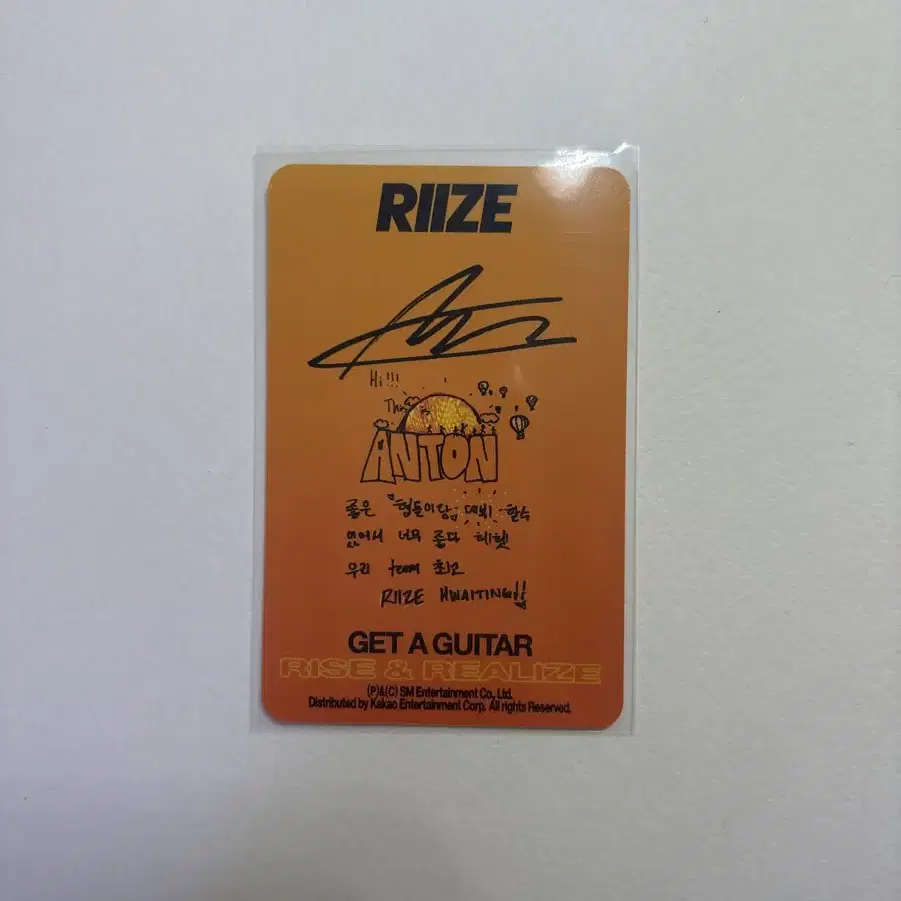 RIIZE
Hi!!!
This is
ANTON
좋은 형들이랑 데뷔 할수
있어서 너무 좋다 헤헷
우리 team 최고
RIIZE HWAITING!!
GET A GUITAR
RISE & REALIZE
(P)&(C) SM Entertainment Co., Ltd.
Distributed by Kakao Entertainment Corp. All rights Reserved.